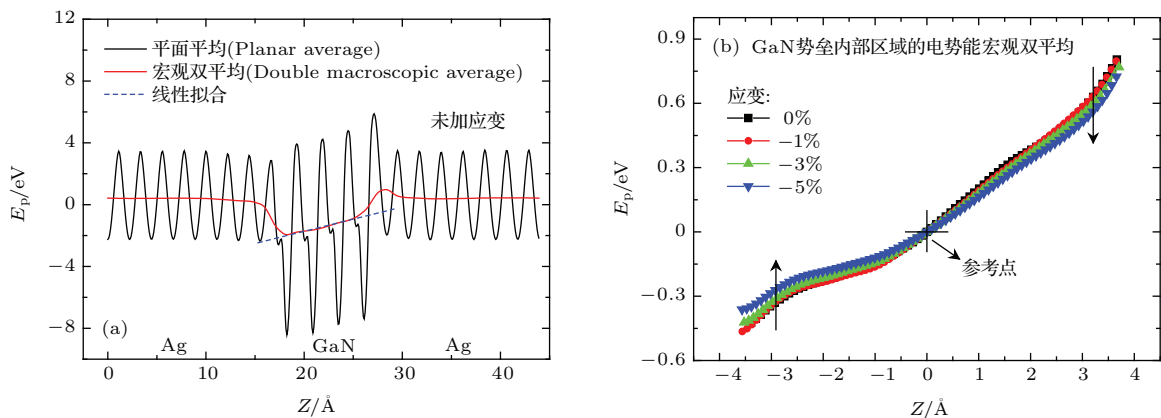 12
8
4
0
−4
−8
E_p/eV
平面平均(Planar average)
宏观双平均(Double macroscopic average)
线性拟合
未加应变
(a)
Ag
GaN
Ag
0
10
20
30
40
Z/Å
0.9
0.6
0.3
0
−0.3
−0.6
E_p/eV
(b) GaN势垒内部区域的电势能宏观双平均
应变:
0%
−1%
−3%
−5%
参考点
−4
−3
−2
−1
0
1
2
3
4
Z/Å